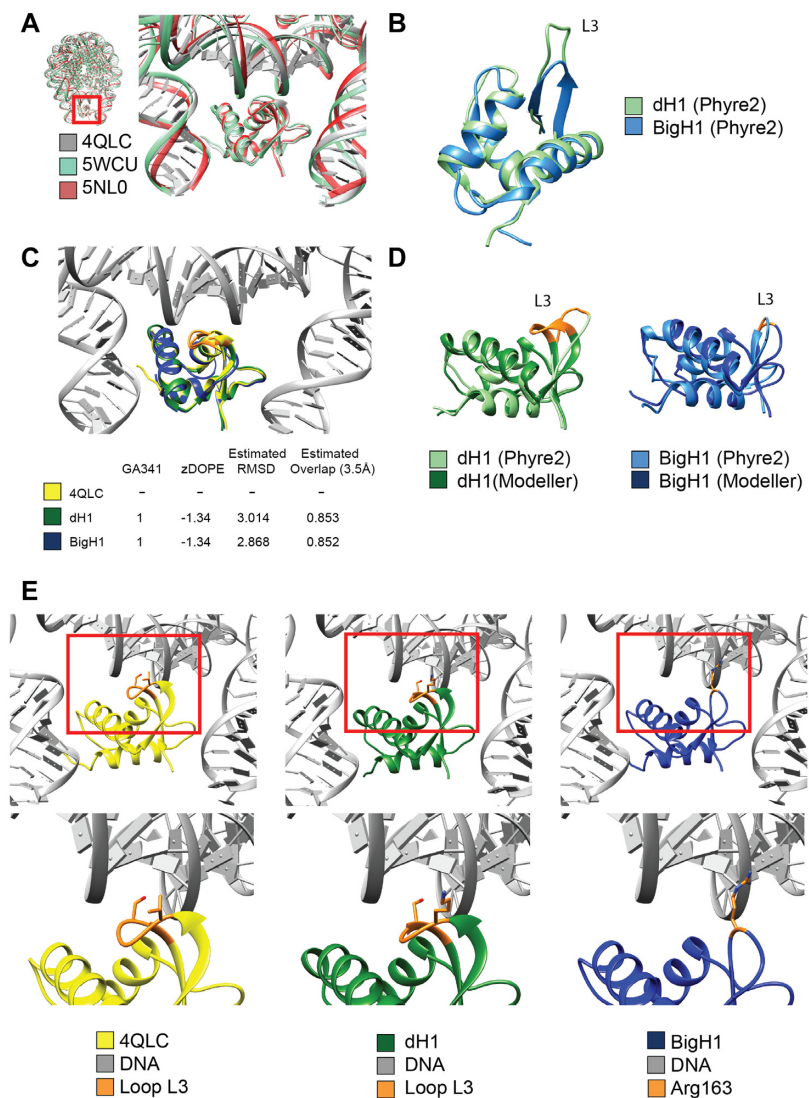 A
4QLC
5WCU
5NL0
B
L3
dH1 (Phyre2)
BigH1 (Phyre2)
C
GA341 zDOPE Estimated RMSD Estimated Overlap (3.5Å)
4QLC – – – –
dH1 1 -1.34 3.014 0.853
BigH1 1 -1.34 2.868 0.852
D
L3
L3
dH1 (Phyre2)
dH1(Modeller)
BigH1 (Phyre2)
BigH1 (Modeller)
E
4QLC
DNA
Loop L3
dH1
DNA
Loop L3
BigH1
DNA
Arg163